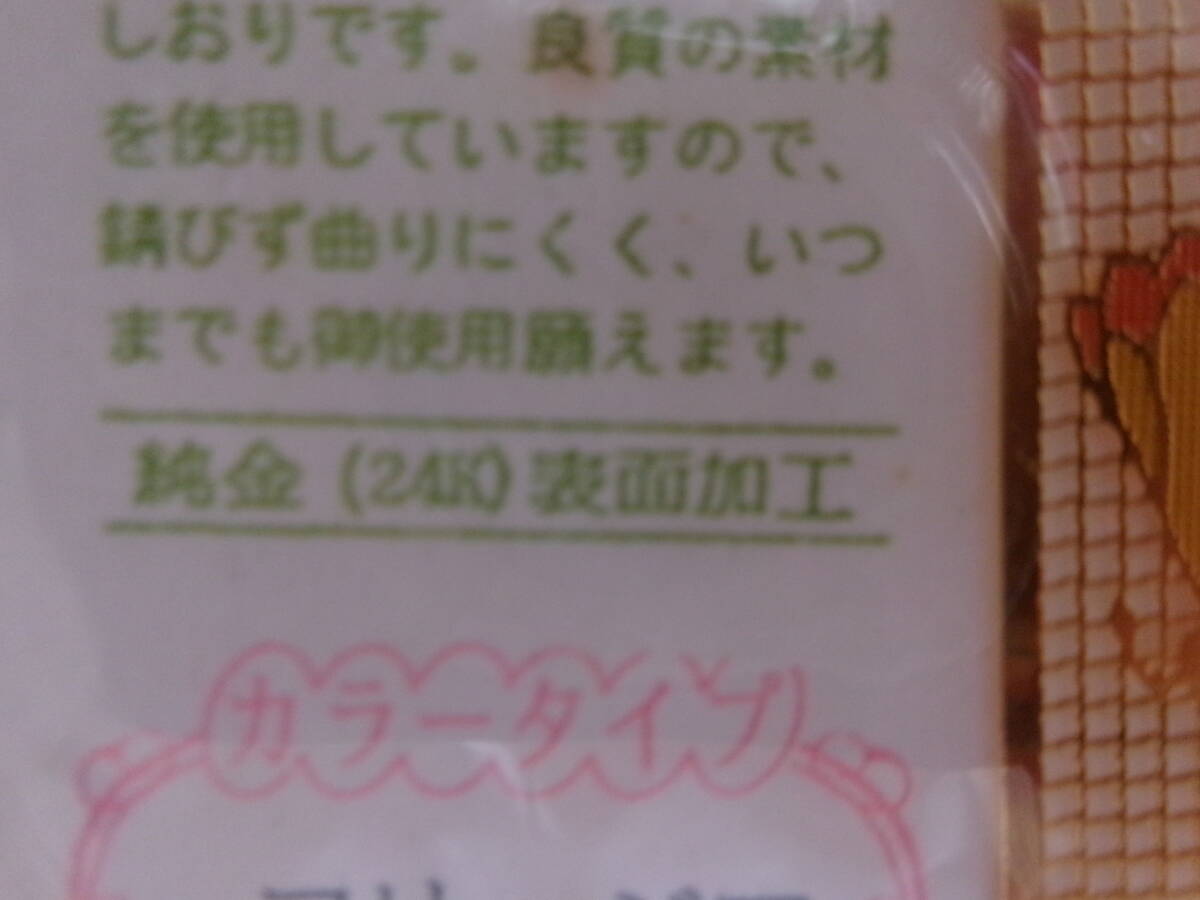 しおりです。良質の素材
を使用していますので、
錆びず曲りにくく、いつ
までも御使用願えます。
純金(24K)表面加工
カラータイプ